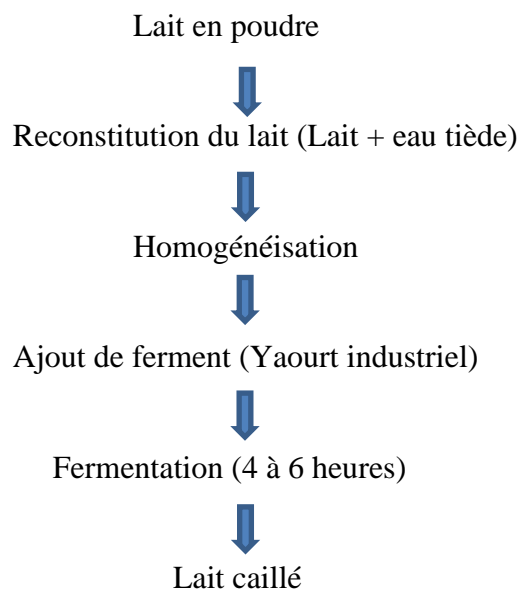 Lait en poudre
Reconstitution du lait (Lait + eau tiède)
Homogénéisation
Ajout de ferment (Yaourt industriel)
Fermentation (4 à 6 heures)
Lait caillé